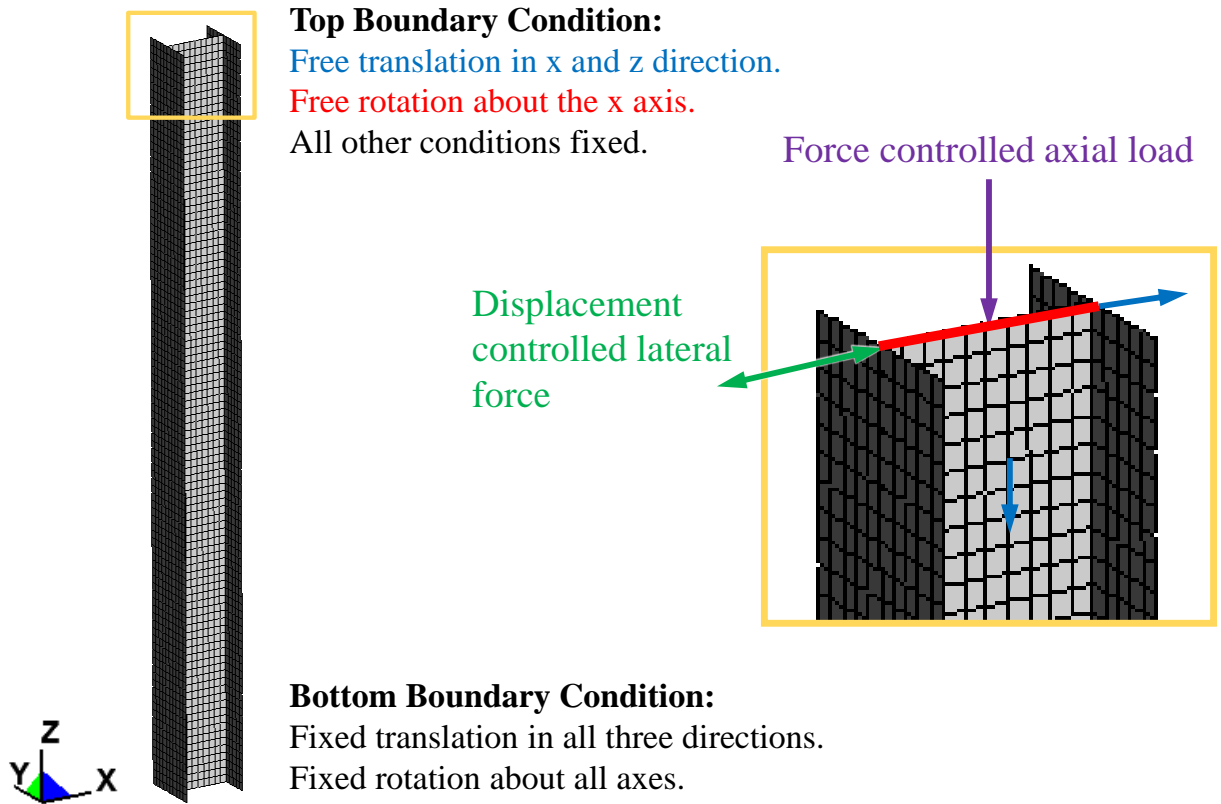 Top Boundary Condition:
Free translation in x and z direction.
Free rotation about the x axis.
All other conditions fixed.
Force controlled axial load
Displacement
controlled lateral
force
Bottom Boundary Condition:
Fixed translation in all three directions.
Fixed rotation about all axes.
Z
Y
X